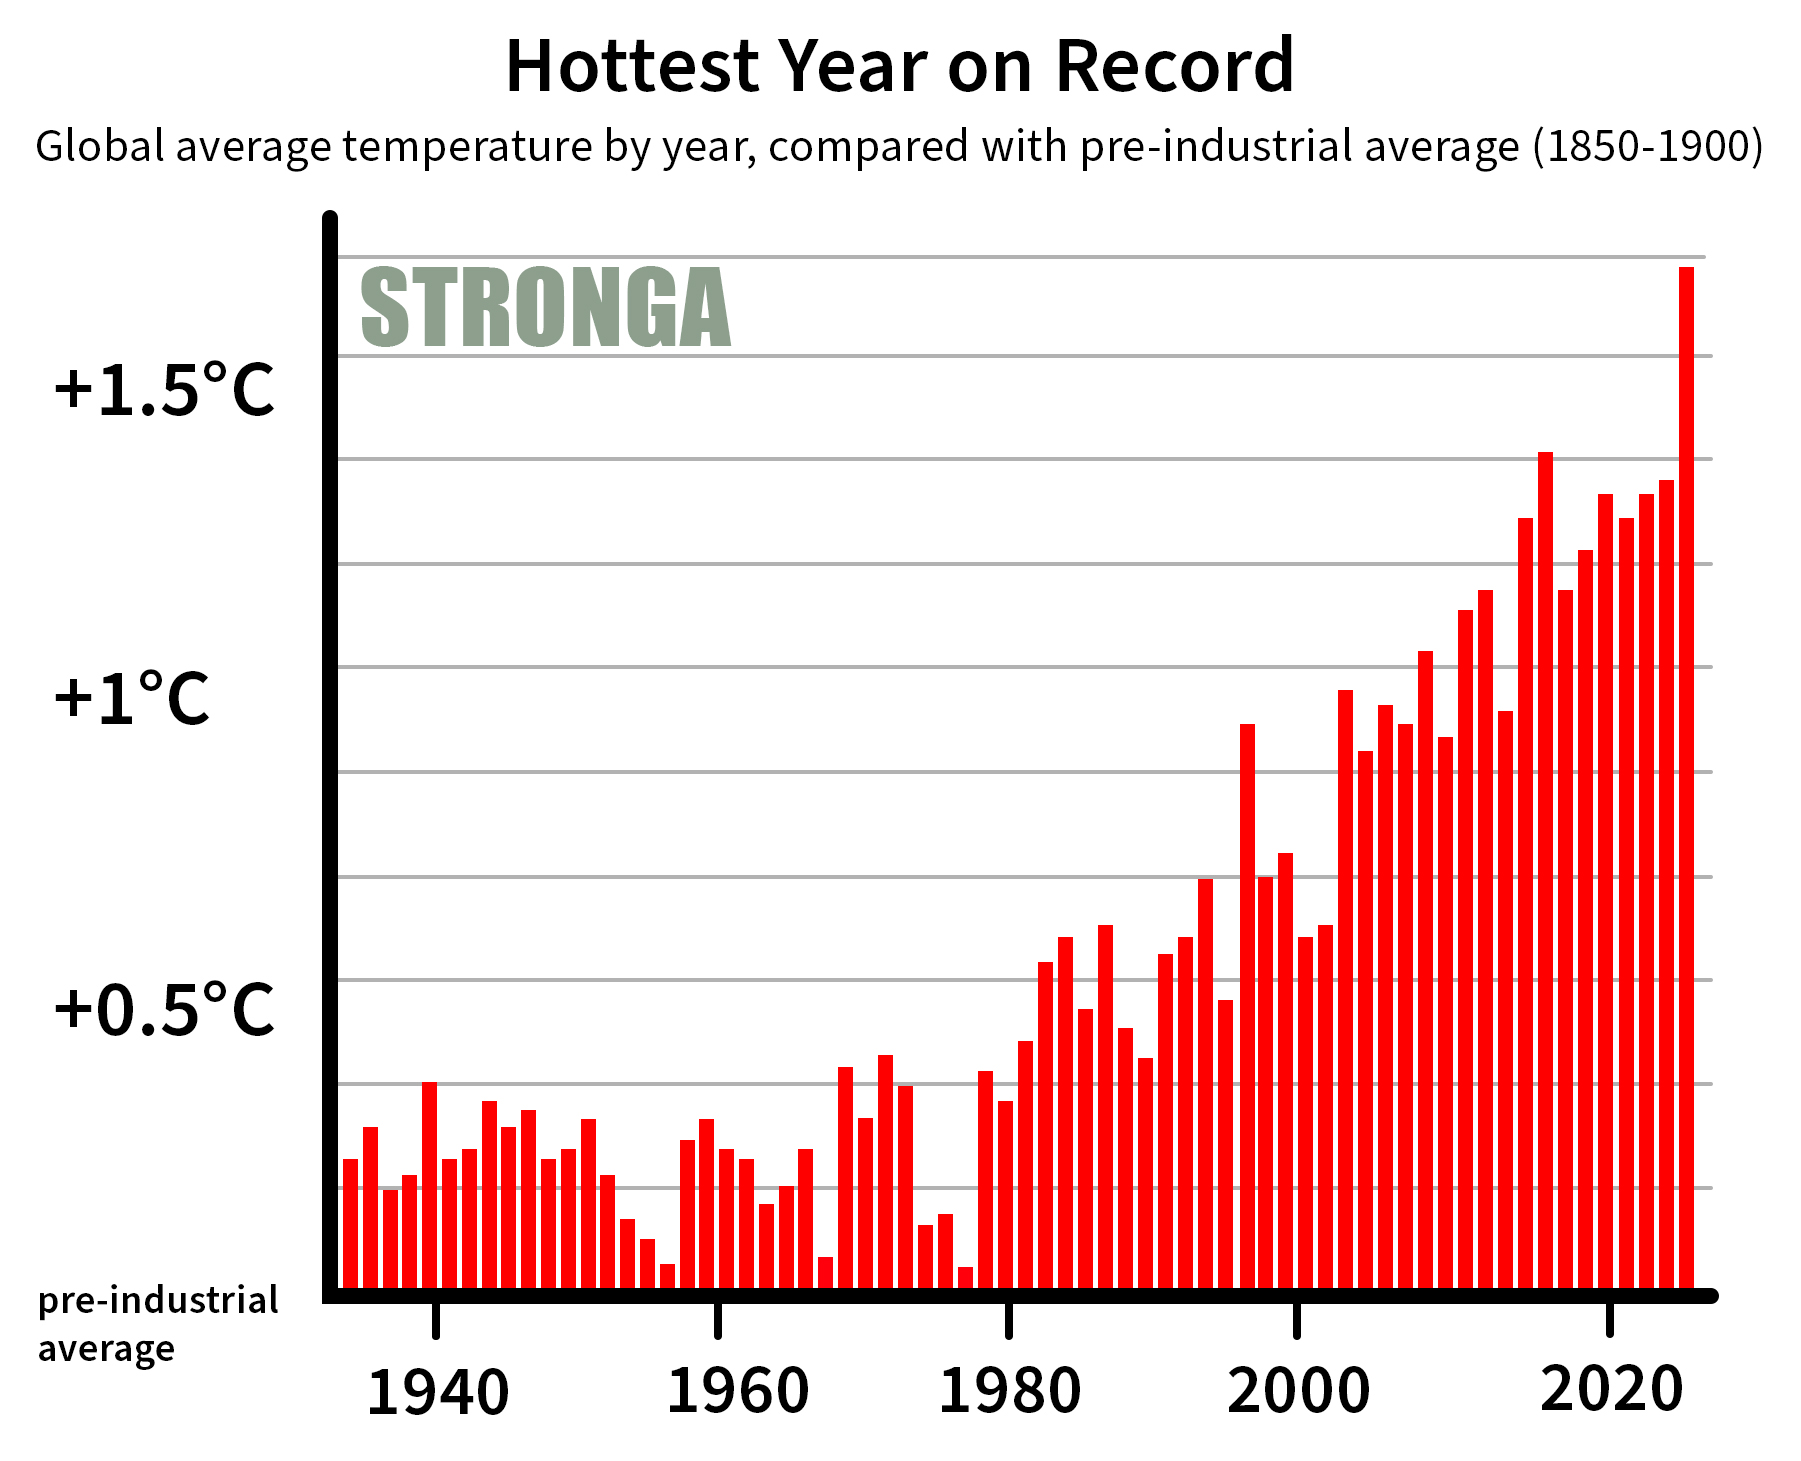 Hottest Year on Record
Global average temperature by year, compared with pre-industrial average (1850-1900)
STRONGA
+1.5°C
+1°C
+0.5°C
pre-industrial
average
1940 1960 1980 2000 2020